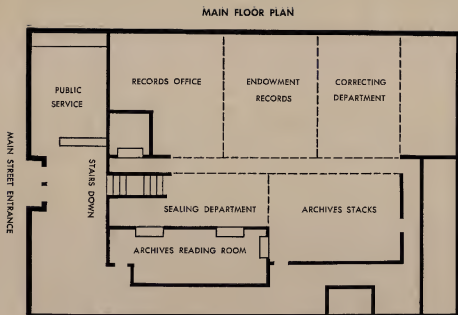 MAIN FLOOR PLAN
PUBLIC
SERVICE
RECORDS OFFICE
ENDOWMENT
RECORDS
CORRECTING
DEPARTMENT
MAIN STREET ENTRANCE
STAIRS DOWN
SEALING DEPARTMENT
ARCHIVES STACKS
ARCHIVES READING ROOM